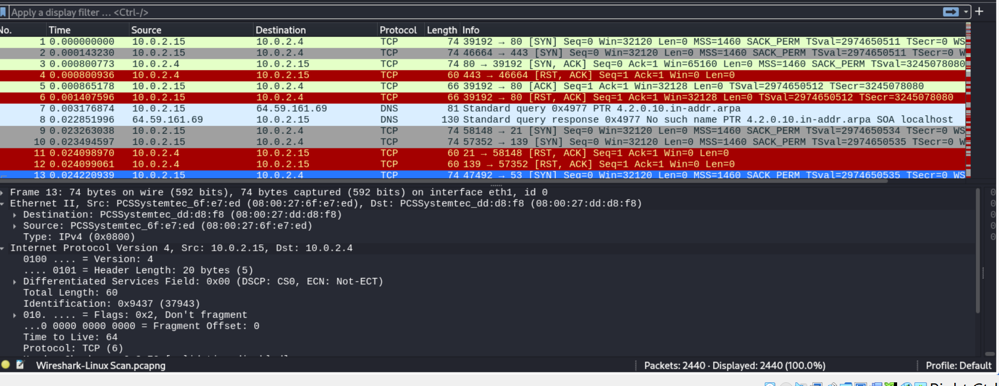 Apply a display filter ... <Ctrl-/>
No. Time Source Destination Protocol Length Info
1 0.000000000 10.0.2.15 10.0.2.4 TCP 74 39192 → 80 [SYN] Seq=0 Win=32120 Len=0 MSS=1460 SACK_PERM TSval=2974650511 TSecr=0 WS
2 0.000143230 10.0.2.15 10.0.2.4 TCP 74 46664 → 443 [SYN] Seq=0 Win=32120 Len=0 MSS=1460 SACK_PERM TSval=2974650511 TSecr=0 W
3 0.000800773 10.0.2.4 10.0.2.15 TCP 74 80 → 39192 [SYN, ACK] Seq=0 Ack=1 Win=65160 Len=0 MSS=1460 SACK_PERM TSval=3245078080
4 0.000800936 10.0.2.4 10.0.2.15 TCP 60 443 → 46664 [RST, ACK] Seq=1 Ack=1 Win=0 Len=0
5 0.000865178 10.0.2.15 10.0.2.4 TCP 66 39192 → 80 [ACK] Seq=1 Ack=1 Win=32128 Len=0 TSval=2974650512 TSecr=3245078080
6 0.001407596 10.0.2.15 10.0.2.4 TCP 66 39192 → 80 [RST, ACK] Seq=1 Ack=1 Win=32128 Len=0 TSval=2974650512 TSecr=3245078080
7 0.003176874 10.0.2.15 64.59.161.69 DNS 81 Standard query 0x4977 PTR 4.2.0.10.in-addr.arpa
8 0.022851996 64.59.161.69 10.0.2.15 DNS 130 Standard query response 0x4977 No such name PTR 4.2.0.10.in-addr.arpa SOA localhost
9 0.023263038 10.0.2.15 10.0.2.4 TCP 74 58148 → 21 [SYN] Seq=0 Win=32120 Len=0 MSS=1460 SACK_PERM TSval=2974650534 TSecr=0 WS
10 0.023494597 10.0.2.15 10.0.2.4 TCP 74 57352 → 139 [SYN] Seq=0 Win=32120 Len=0 MSS=1460 SACK_PERM TSval=2974650535 TSecr=0 W
11 0.024098970 10.0.2.4 10.0.2.15 TCP 60 21 → 58148 [RST, ACK] Seq=1 Ack=1 Win=0 Len=0
12 0.024099061 10.0.2.4 10.0.2.15 TCP 60 139 → 57352 [RST, ACK] Seq=1 Ack=1 Win=0 Len=0
13 0.024220939 10.0.2.15 10.0.2.4 TCP 74 47492 → 53 [SYN] Seq=0 Win=32120 Len=0 MSS=1460 SACK_PERM TSval=2974650535 TSecr=0 WS
Frame 13: 74 bytes on wire (592 bits), 74 bytes captured (592 bits) on interface eth1, id 0
Ethernet II, Src: PCSSystemtec_6f:e7:ed (08:00:27:6f:e7:ed), Dst: PCSSystemtec_dd:d8:f8 (08:00:27:dd:d8:f8)
Destination: PCSSystemtec_dd:d8:f8 (08:00:27:dd:d8:f8)
Source: PCSSystemtec_6f:e7:ed (08:00:27:6f:e7:ed)
Type: IPv4 (0x0800)
Internet Protocol Version 4, Src: 10.0.2.15, Dst: 10.0.2.4
0100 .... = Version: 4
.... 0101 = Header Length: 20 bytes (5)
Differentiated Services Field: 0x00 (DSCP: CS0, ECN: Not-ECT)
Total Length: 60
Identification: 0x9437 (37943)
010. .... = Flags: 0x2, Don't fragment
...0 0000 0000 0000 = Fragment Offset: 0
Time to Live: 64
Protocol: TCP (6)
Wireshark-Linux Scan.pcapng Packets: 2440 · Displayed: 2440 (100.0%) Profile: Default